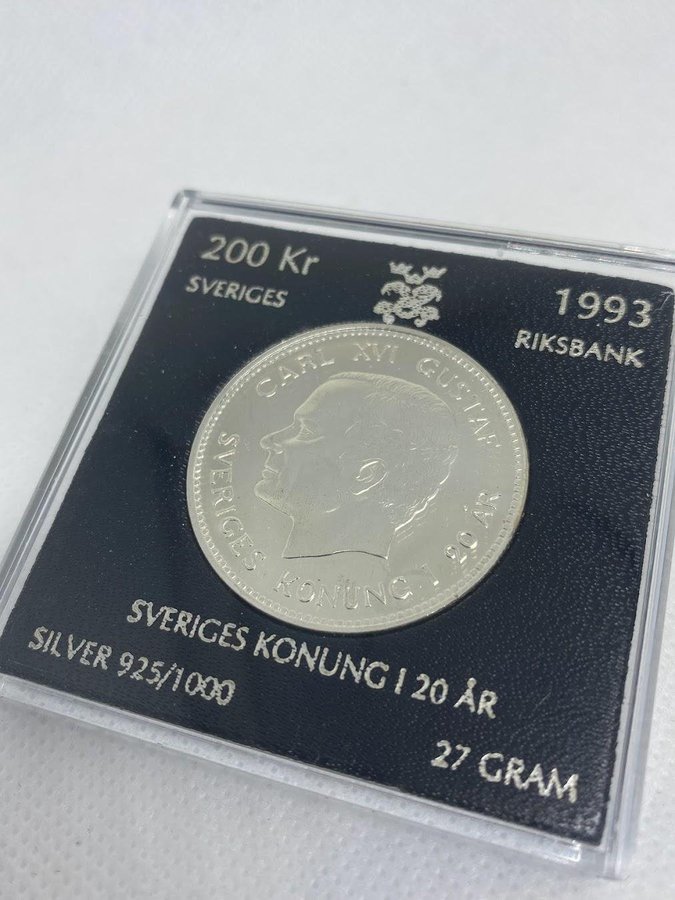 200 Kr
SVERIGES
1993
RIKSBANK
CARL XVI GUSTAF
SVERIGES KONUNG I 20 ÅR
SVERIGES KONUNG I 20 ÅR
SILVER 925/1000
27 GRAM